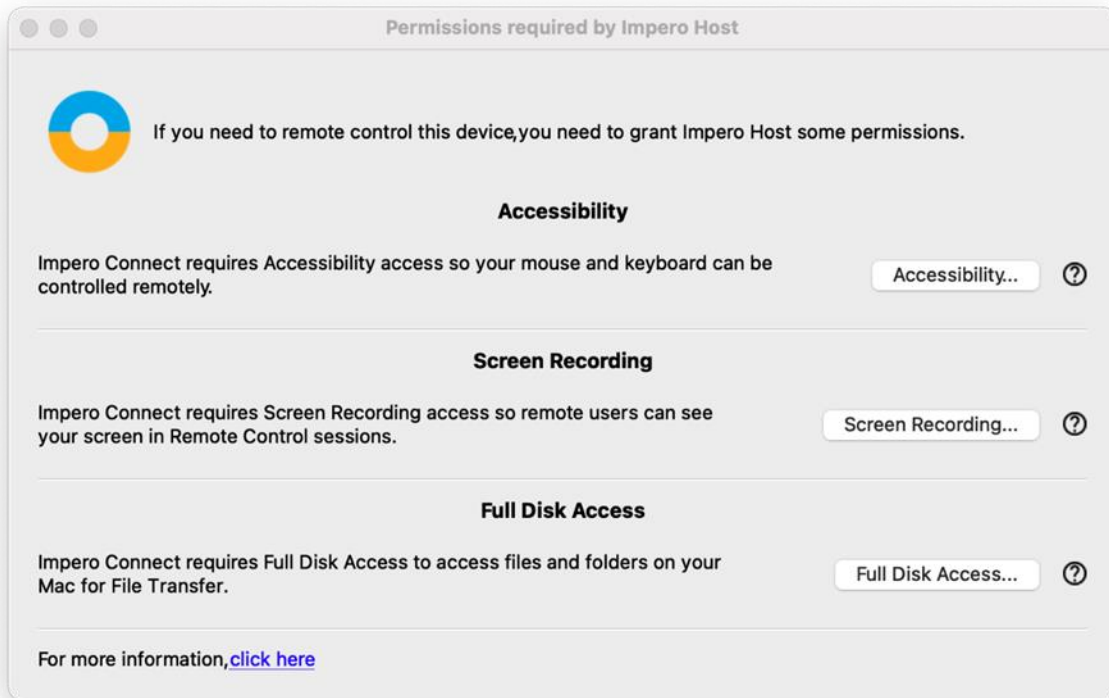 Permissions required by Impero Host
If you need to remote control this device,you need to grant Impero Host some permissions.
Accessibility
Impero Connect requires Accessibility access so your mouse and keyboard can be
controlled remotely.
Accessibility...
?
Screen Recording
Impero Connect requires Screen Recording access so remote users can see
your screen in Remote Control sessions.
Screen Recording...
?
Full Disk Access
Impero Connect requires Full Disk Access to access files and folders on your
Mac for File Transfer.
Full Disk Access...
?
For more information,click here